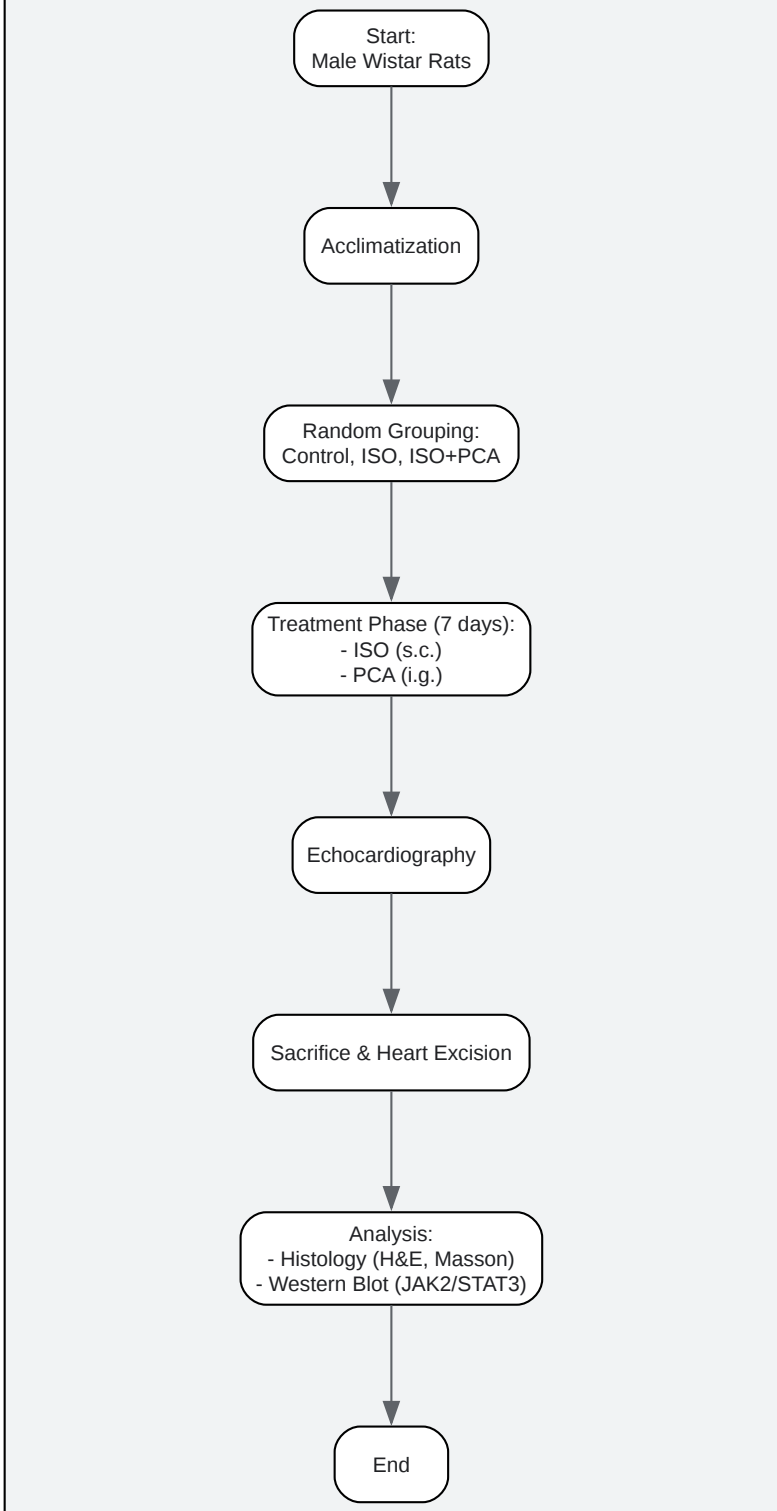 Start:
Male Wistar Rats
Acclimatization
Random Grouping:
Control, ISO, ISO+PCA
Treatment Phase (7 days):
- ISO (s.c.)
- PCA (i.g.)
Echocardiography
Sacrifice & Heart Excision
Analysis:
- Histology (H&E, Masson)
- Western Blot (JAK2/STAT3)
End